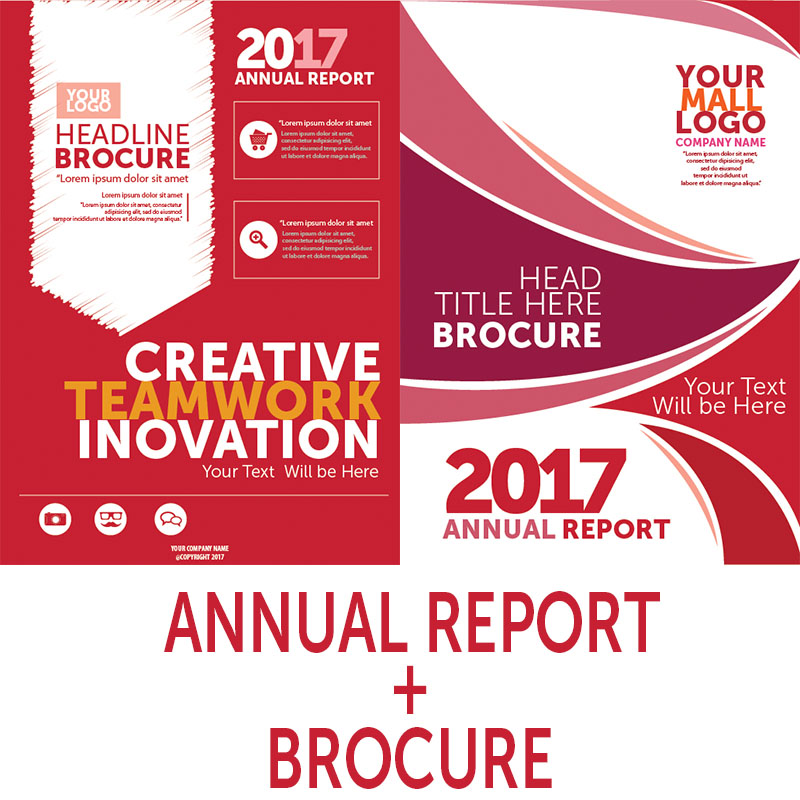 YOUR
LOGO
HEADLINE
BROCURE
"Lorem ipsum dolor sit amet
Lorem ipsum dolor sit amet
"Lorem ipsum dolor sit amet, consectetur
adipisicing elit, sed do eiusmod
tempor incididunt ut labore et dolore magna aliqua."
2017
ANNUAL REPORT
"Lorem ipsum dolor sit amet
Lorem ipsum dolor sit amet,
consectetur adipisicing elit,
sed do eiusmod tempor incididunt
ut labore et dolore magna aliqua.
"Lorem ipsum dolor sit amet
Lorem ipsum dolor sit amet,
consectetur adipisicing elit,
sed do eiusmod tempor incididunt
ut labore et dolore magna aliqua.
CREATIVE
TEAMWORK
INOVATION
Your Text Will be Here
YOUR COMPANY NAME
@COPYRIGHT 2017
YOUR
MALL
LOGO
COMPANY NAME
"Lorem ipsum dolor sit amet,
consectetur adipisicing elit,
sed do eiusmod tempor
incididunt ut labore et
dolore magna aliqua."
HEAD
TITLE HERE
BROCURE
Your Text
Will be Here
2017
ANNUAL REPORT
ANNUAL REPORT
+
BROCURE